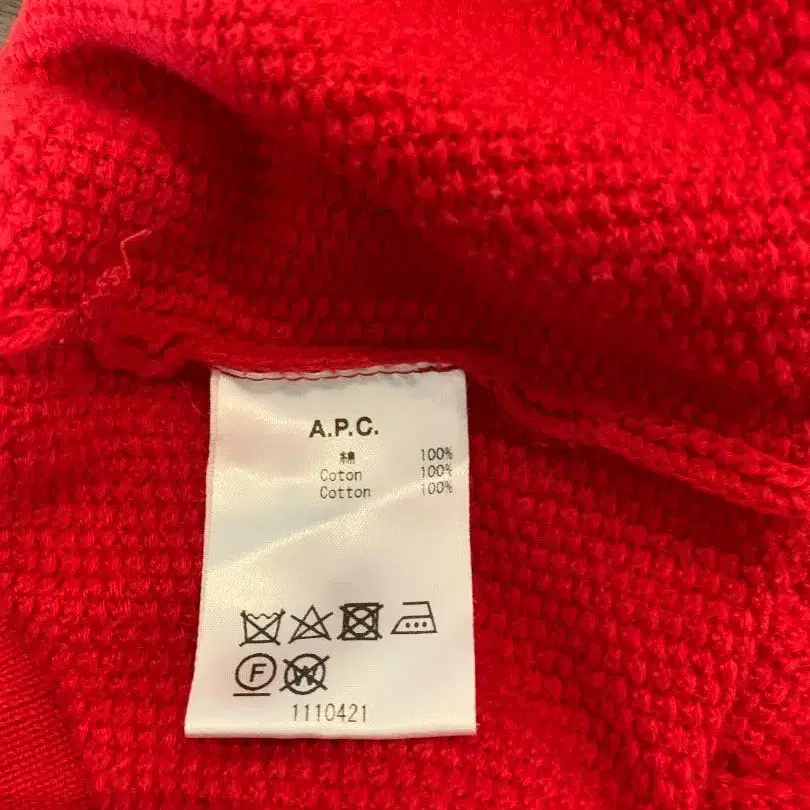 A.P.C.
綿 100%
Coton 100%
Cotton 100%
F W
1110421